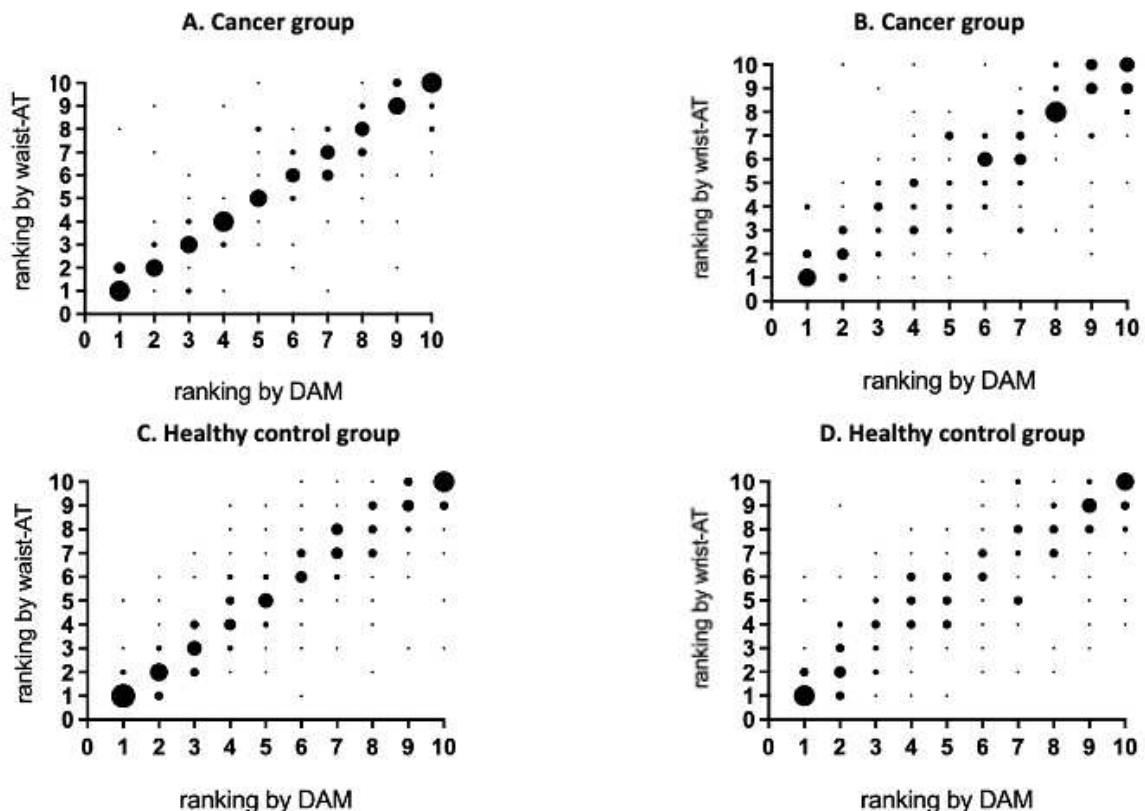 A. Cancer group
ranking by waist-AT
10
9
8
7
6
5
4
3
2
1
0
0 1 2 3 4 5 6 7 8 9 10
ranking by DAM
B. Cancer group
ranking by wrist-AT
10
9
8
7
6
5
4
3
2
1
0
0 1 2 3 4 5 6 7 8 9 10
ranking by DAM
C. Healthy control group
ranking by waist-AT
10
9
8
7
6
5
4
3
2
1
0
0 1 2 3 4 5 6 7 8 9 10
ranking by DAM
D. Healthy control group
ranking by wrist-AT
10
9
8
7
6
5
4
3
2
1
0
0 1 2 3 4 5 6 7 8 9 10
ranking by DAM